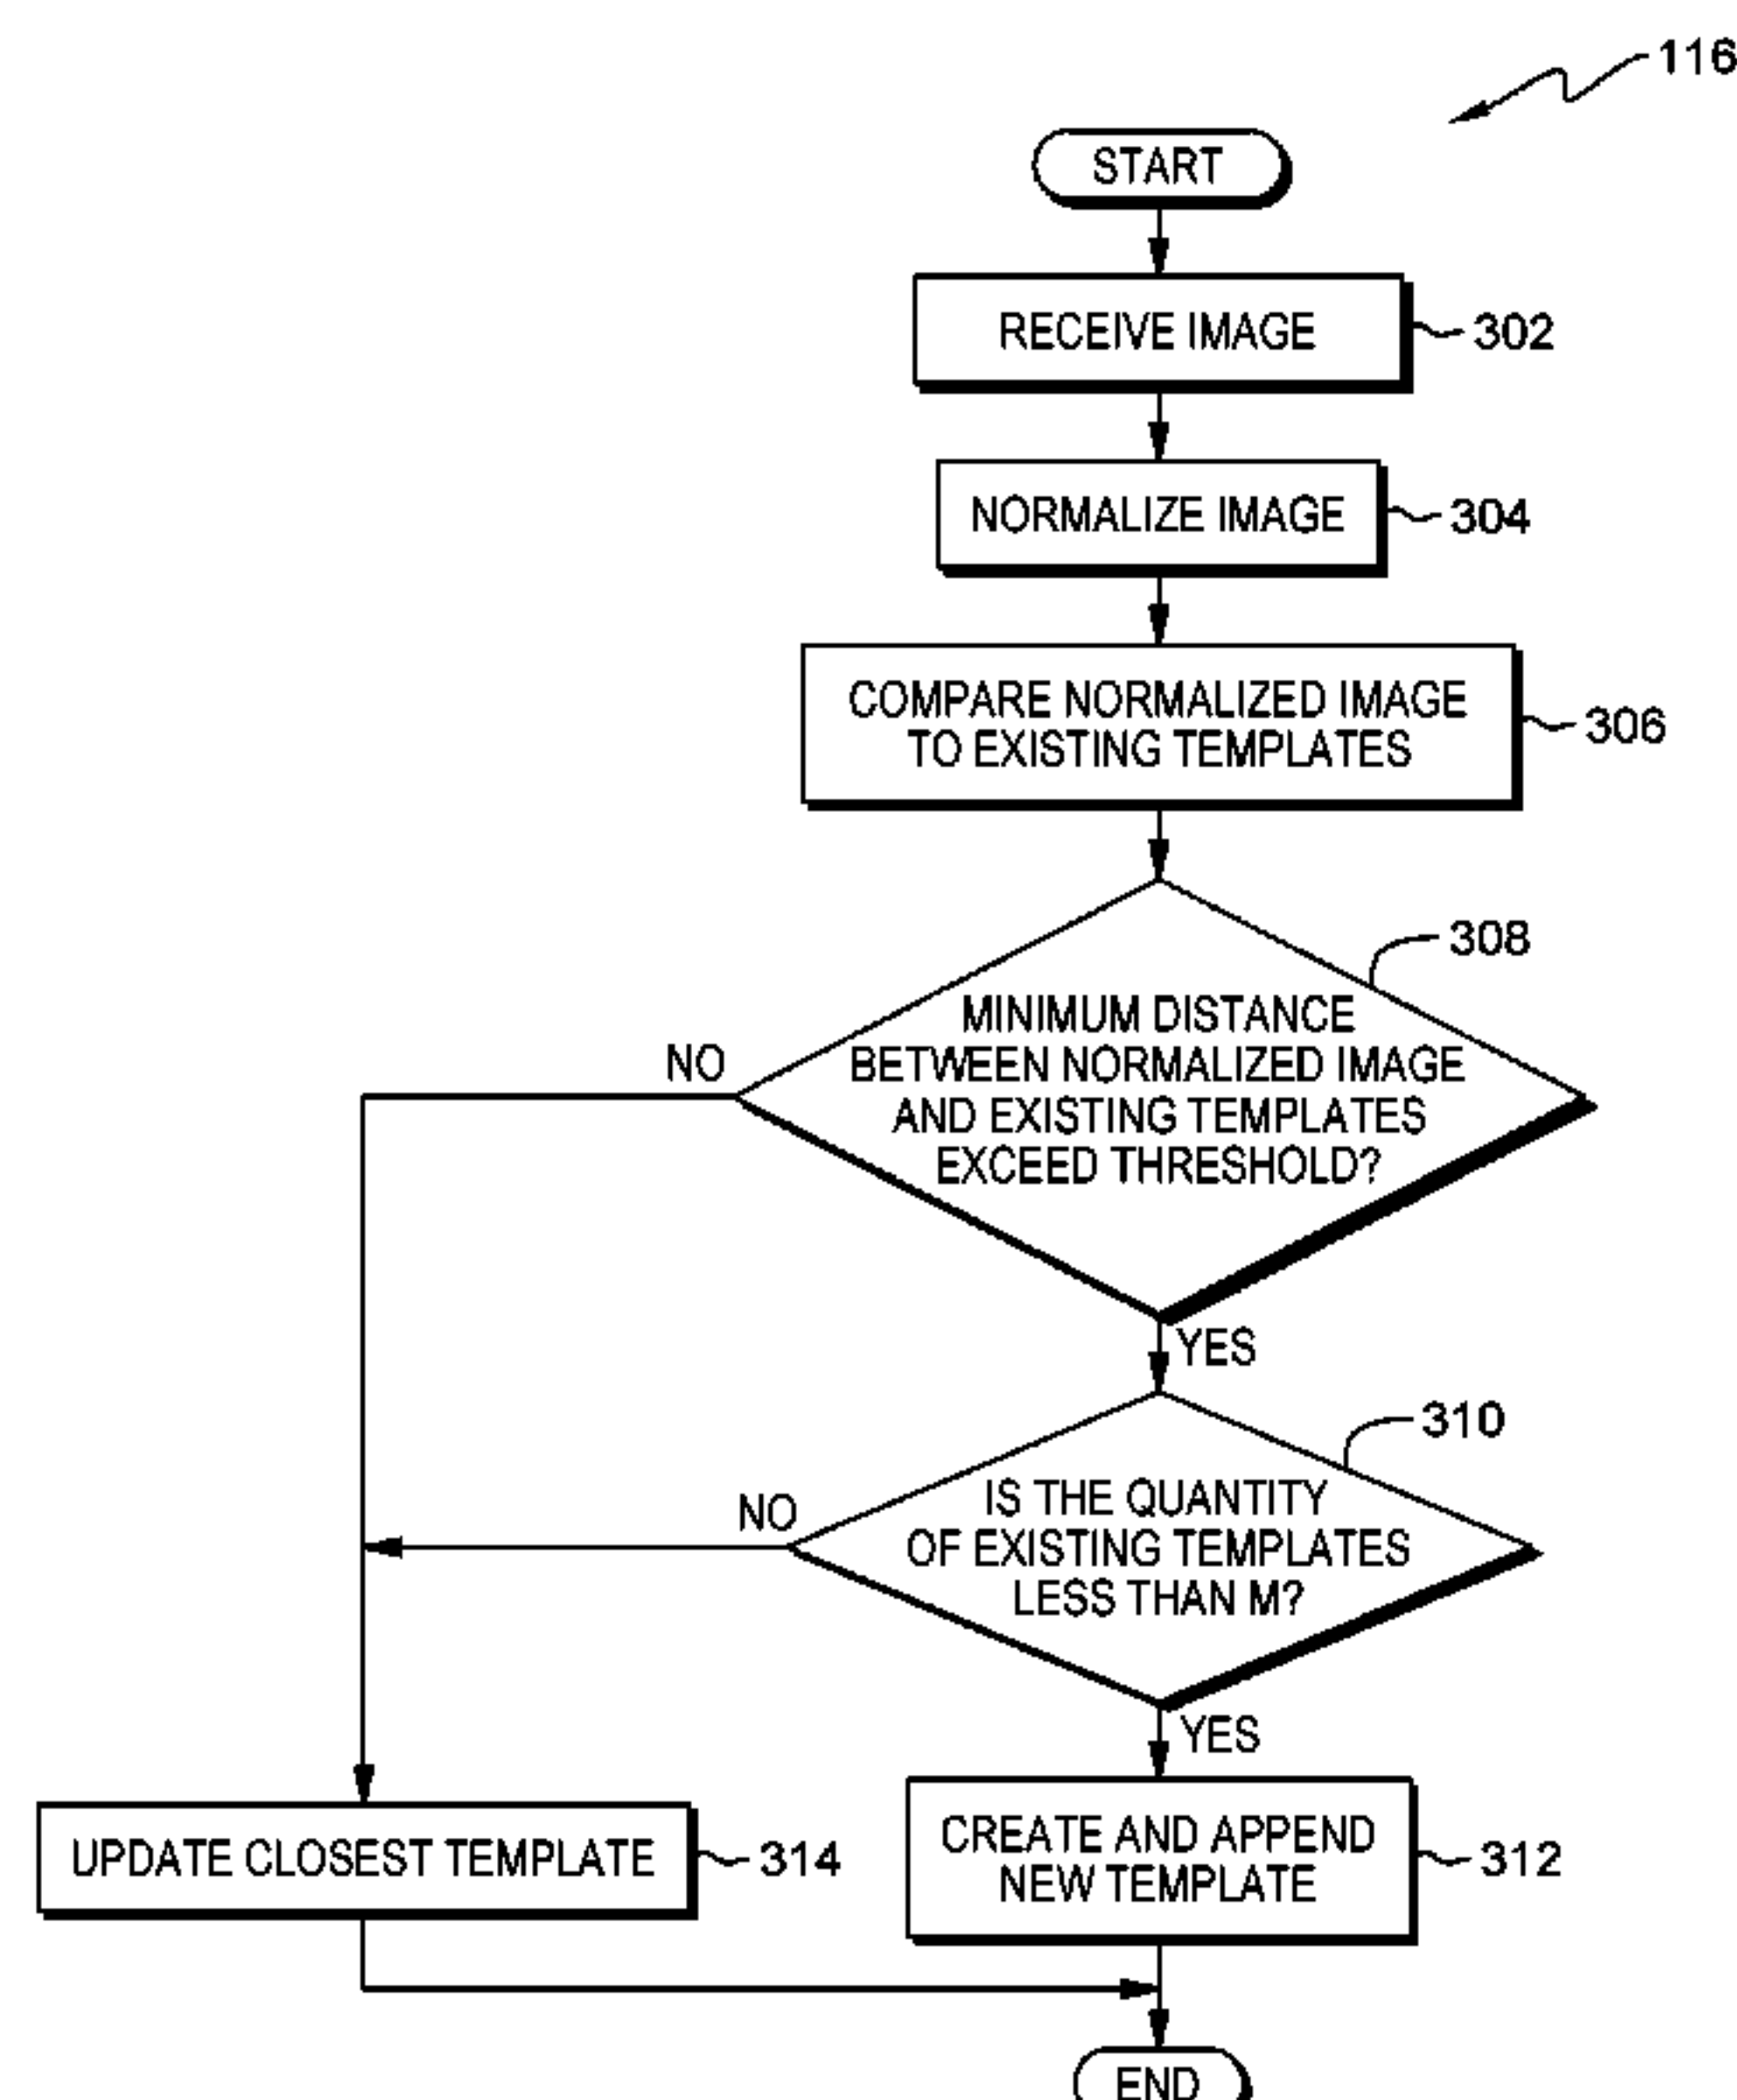 116
START
RECEIVE IMAGE
302
NORMALIZE IMAGE
304
COMPARE NORMALIZED IMAGE
TO EXISTING TEMPLATES
306
308
MINIMUM DISTANCE
BETWEEN NORMALIZED IMAGE
AND EXISTING TEMPLATES
EXCEED THRESHOLD?
NO
YES
310
IS THE QUANTITY
OF EXISTING TEMPLATES
LESS THAN M?
NO
YES
UPDATE CLOSEST TEMPLATE
314
CREATE AND APPEND
NEW TEMPLATE
312
END